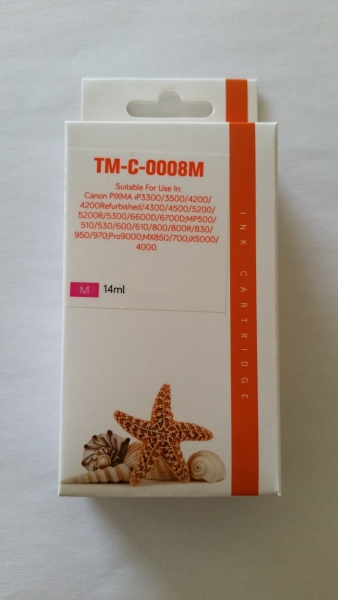 TM-C-0008M
Suitable For Use In:
Canon PIXMA iP3300/3500/4200/
4200Refurbished/4300/4500/5200/
5200R/5300/6600D/6700D;MP500/
510/530/600/610/800/800R/830/
950/970;Pro9000;MX850/700;iX5000/
4000
M 14ml
INK CARTRIDGE